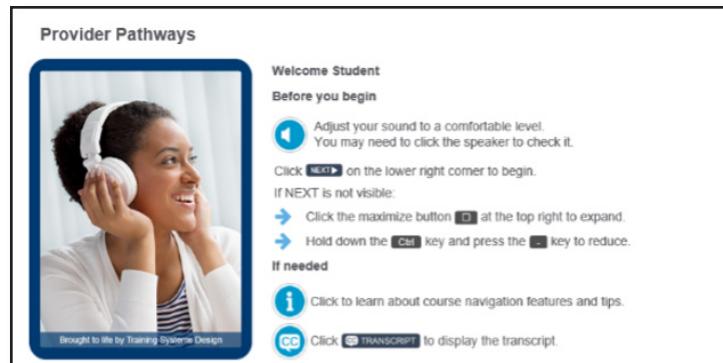 Provider Pathways
Welcome Student
Before you begin
Adjust your sound to a comfortable level.
You may need to click the speaker to check it.
Click NEXT▶ on the lower right corner to begin.
If NEXT is not visible:
Click the maximize button at the top right to expand.
Hold down the Ctrl key and press the - key to reduce.
If needed
i Click to learn about course navigation features and tips.
CC Click CC TRANSCRIPT to display the transcript.
Brought to life by Training Systems Design